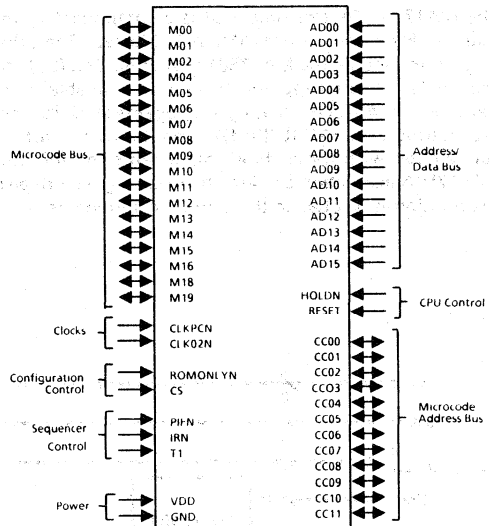 Microcode Bus
M00
M01
M02
M04
M05
M06
M07
M08
M09
M10
M11
M12
M13
M14
M15
M16
M18
M19
Clocks
CLKPCN
CLK02N
Configuration
Control
ROMONLYN
CS
Sequencer
Control
PIFN
IRN
T1
Power
VDD
GND
AD00
AD01
AD02
AD03
AD04
AD05
AD06
AD07
AD08
AD09
AD10
AD11
AD12
AD13
AD14
AD15
Address/
Data Bus
HOLDN
RESET
CPU Control
CC00
CC01
CC02
CCO3
CC04
CC05
CC06
CC07
CC08
CC09
CC10
CC11
Microcode
Address Bus